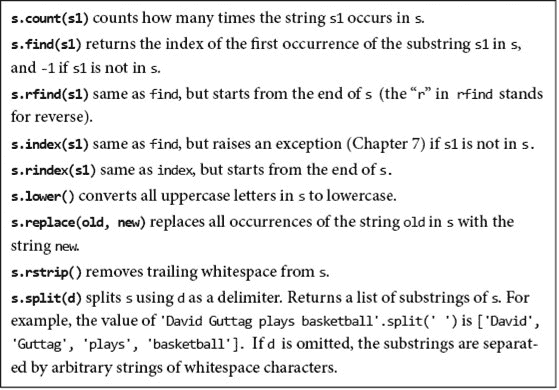 s.count(s1) counts how many times the string s1 occurs in s.
s.find(s1) returns the index of the first occurrence of the substring s1 in s,
and -1 if s1 is not in s.
s.rfind(s1) same as find, but starts from the end of s (the “r” in rfind stands
for reverse).
s.index(s1) same as find, but raises an exception (Chapter 7) if s1 is not in s.
s.rindex(s1) same as index, but starts from the end of s.
s.lower() converts all uppercase letters in s to lowercase.
s.replace(old, new) replaces all occurrences of the string old in s with the
string new.
s.rstrip() removes trailing whitespace from s.
s.split(d) splits s using d as a delimiter. Returns a list of substrings of s. For
example, the value of 'David Guttag plays basketball'.split(' ') is ['David',
'Guttag', 'plays', 'basketball']. If d is omitted, the substrings are separat-
ed by arbitrary strings of whitespace characters.